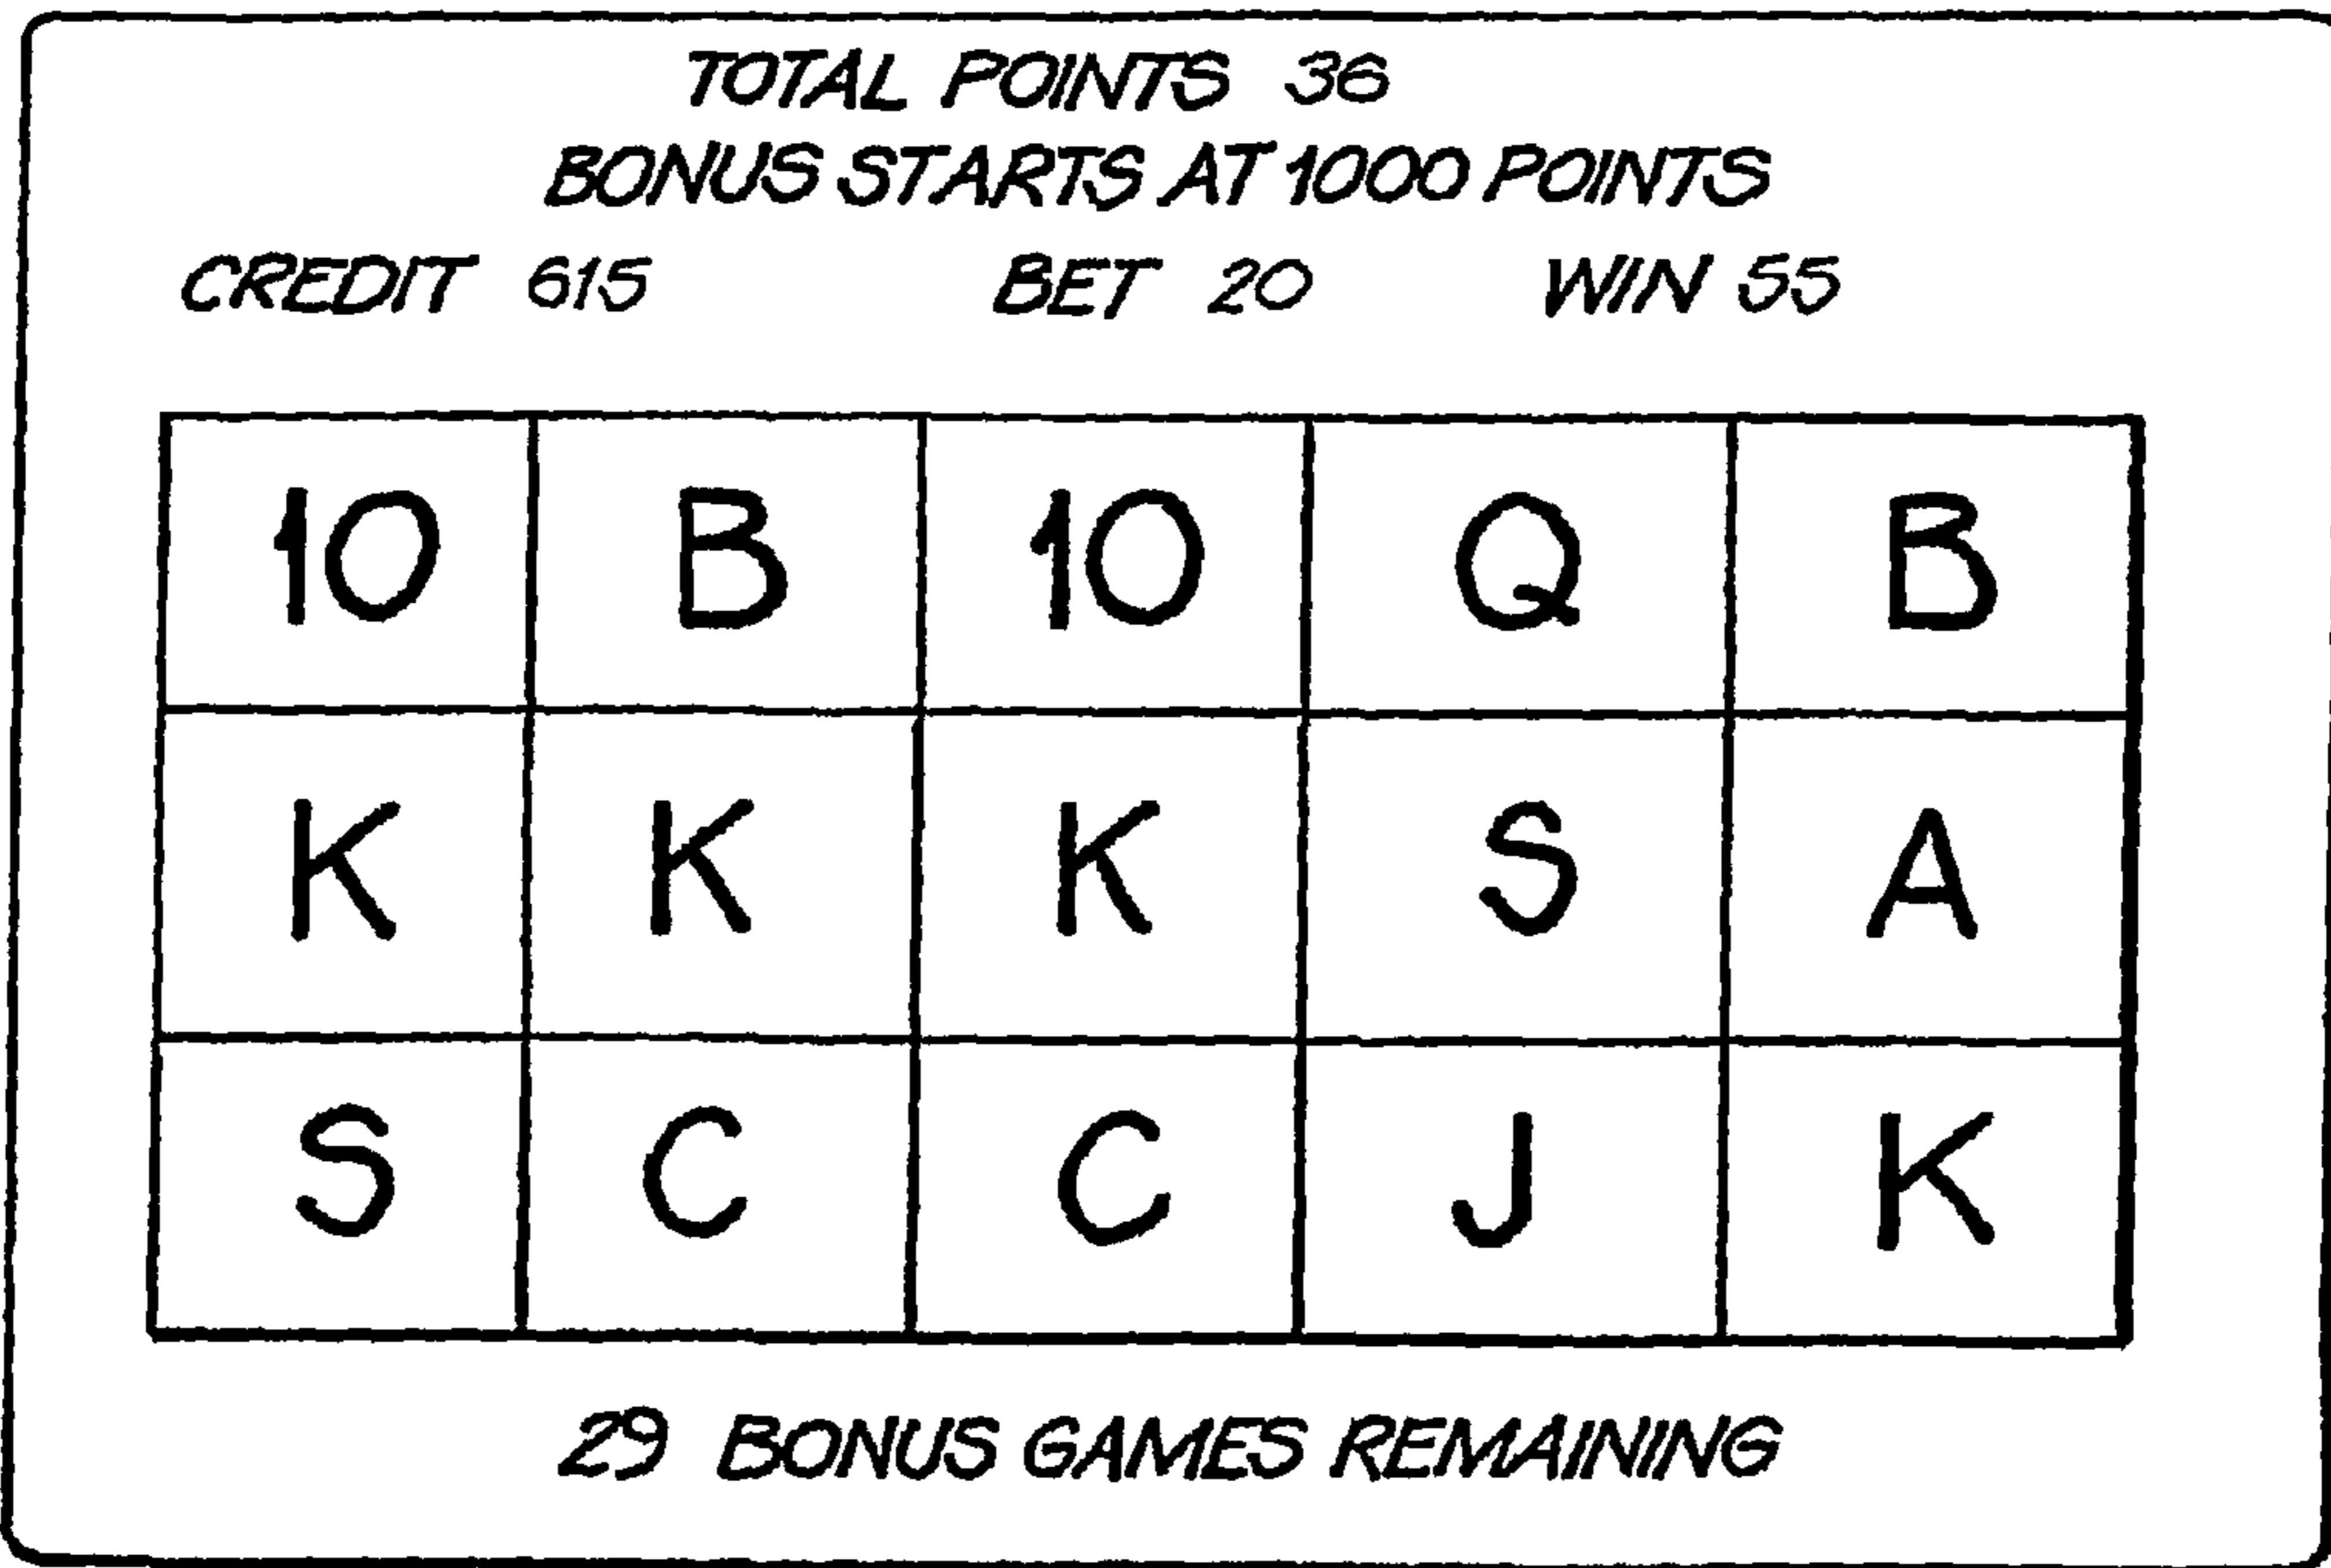 TOTAL POINTS 36
BONUS STARTS AT 1000 POINTS
CREDIT 615 BET 20 WIN 55
10 B 10 Q B
K K K S A
S C C J K
29 BONUS GAMES REMAINING